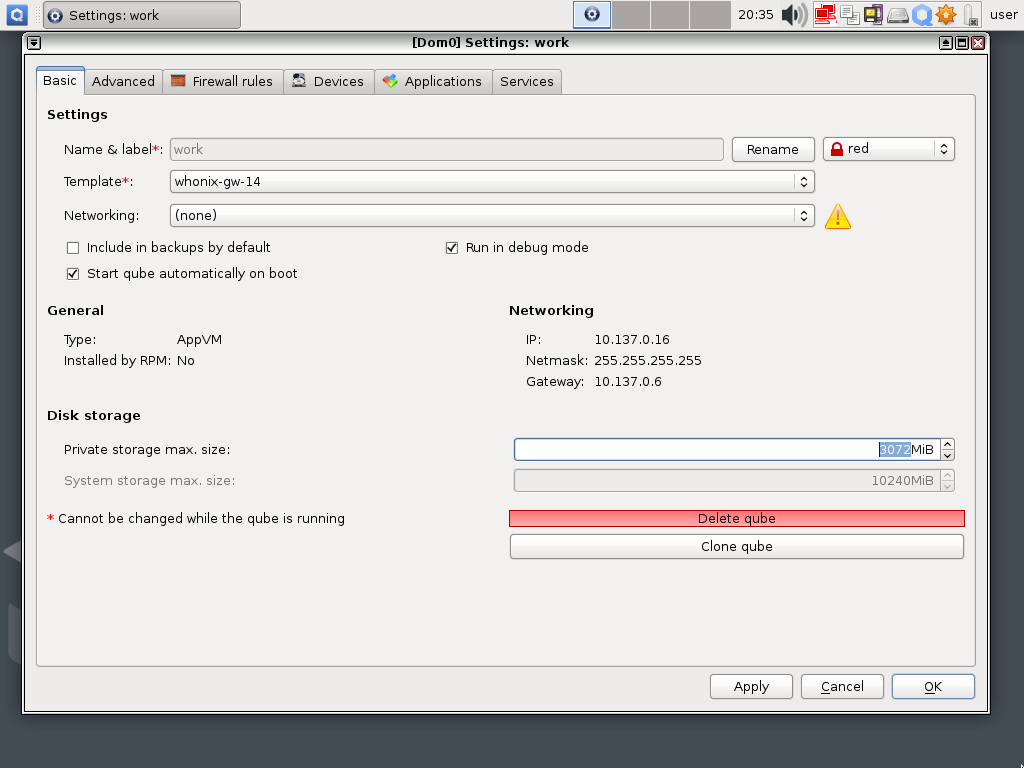 Settings: work 20:35 user
[Dom0] Settings: work
Basic Advanced Firewall rules Devices Applications Services
Settings
Name & label*: work Rename red
Template*: whonix-gw-14
Networking: (none)
Include in backups by default Run in debug mode
Start qube automatically on boot
General Networking
Type: AppVM IP: 10.137.0.16
Installed by RPM: No Netmask: 255.255.255.255
Gateway: 10.137.0.6
Disk storage
Private storage max. size: 3072MiB
System storage max. size: 10240MiB
* Cannot be changed while the qube is running Delete qube
Clone qube
Apply Cancel OK